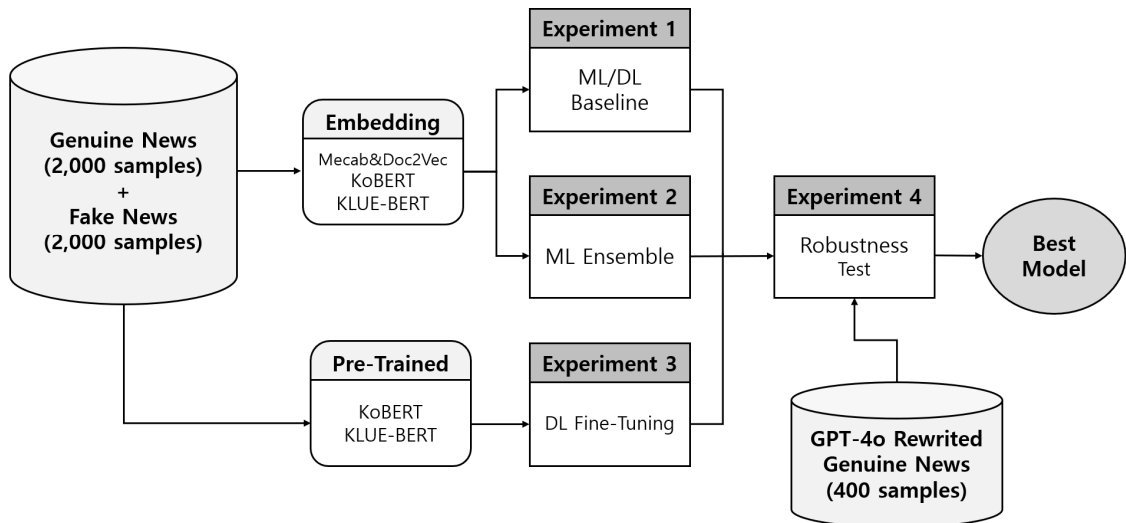 Genuine News
(2,000 samples)
+
Fake News
(2,000 samples)
Embedding
Mecab&Doc2Vec
KoBERT
KLUE-BERT
Pre-Trained
KoBERT
KLUE-BERT
Experiment 1
ML/DL
Baseline
Experiment 2
ML Ensemble
Experiment 3
DL Fine-Tuning
Experiment 4
Robustness
Test
GPT-4o Rewrited
Genuine News
(400 samples)
Best
Model